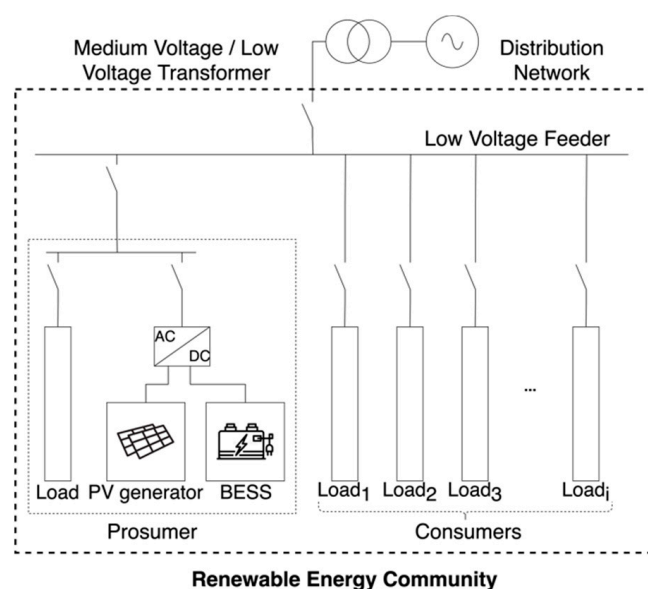 Medium Voltage / Low
Voltage Transformer
Distribution
Network
Low Voltage Feeder
AC
DC
Load
PV generator
BESS
Prosumer
Load₁
Load₂
Load₃
...
Loadᵢ
Consumers
Renewable Energy Community